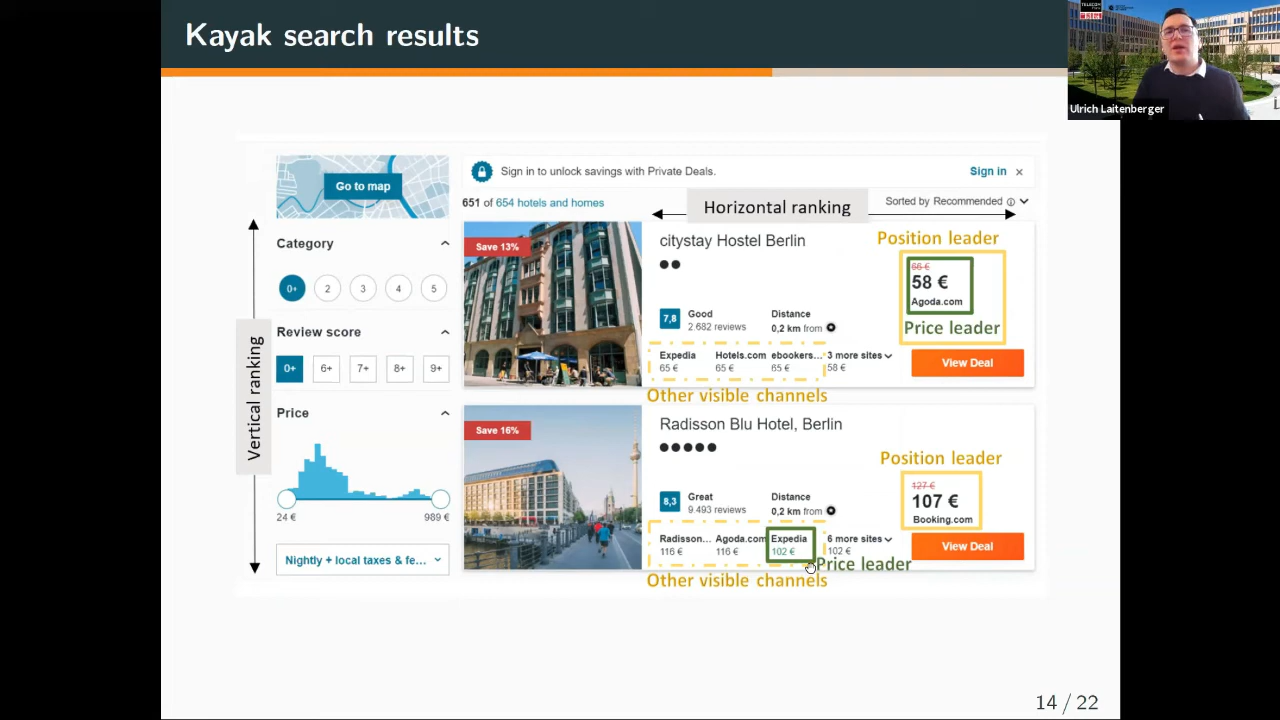 Kayak search results
TELECOM
Ulrich Laitenberger
Go to map
Sign in to unlock savings with Private Deals.
Sign in ×
651 of 654 hotels and homes
Horizontal ranking
Sorted by Recommended
Vertical ranking
Category
0+ 2 3 4 5
Review score
0+ 6+ 7+ 8+ 9+
Price
24 € 989 €
Nightly + local taxes & fe...
Save 13%
citystay Hostel Berlin
Position leader
66 €
58 €
Agoda.com
Price leader
7,8 Good
2.682 reviews
Distance
0,2 km from
Expedia Hotels.com ebookers... 3 more sites
65 € 65 € 65 € 58 €
View Deal
Other visible channels
Save 16%
Radisson Blu Hotel, Berlin
Position leader
127 €
107 €
Booking.com
8,3 Great
9.493 reviews
Distance
0,2 km from
Radisson... Agoda.com Expedia 6 more sites
116 € 116 € 102 € 102 €
View Deal
Price leader
Other visible channels
14 / 22